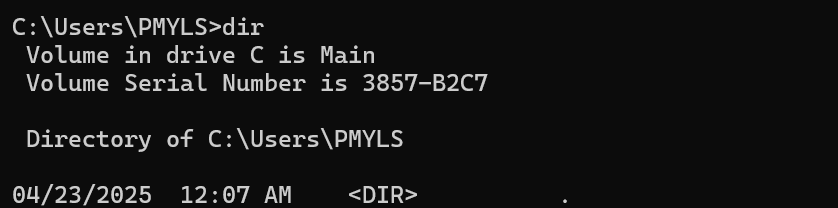 C:\Users\PMYLS>dir
 Volume in drive C is Main
 Volume Serial Number is 3857-B2C7

 Directory of C:\Users\PMYLS

04/23/2025  12:07 AM    <DIR>          .